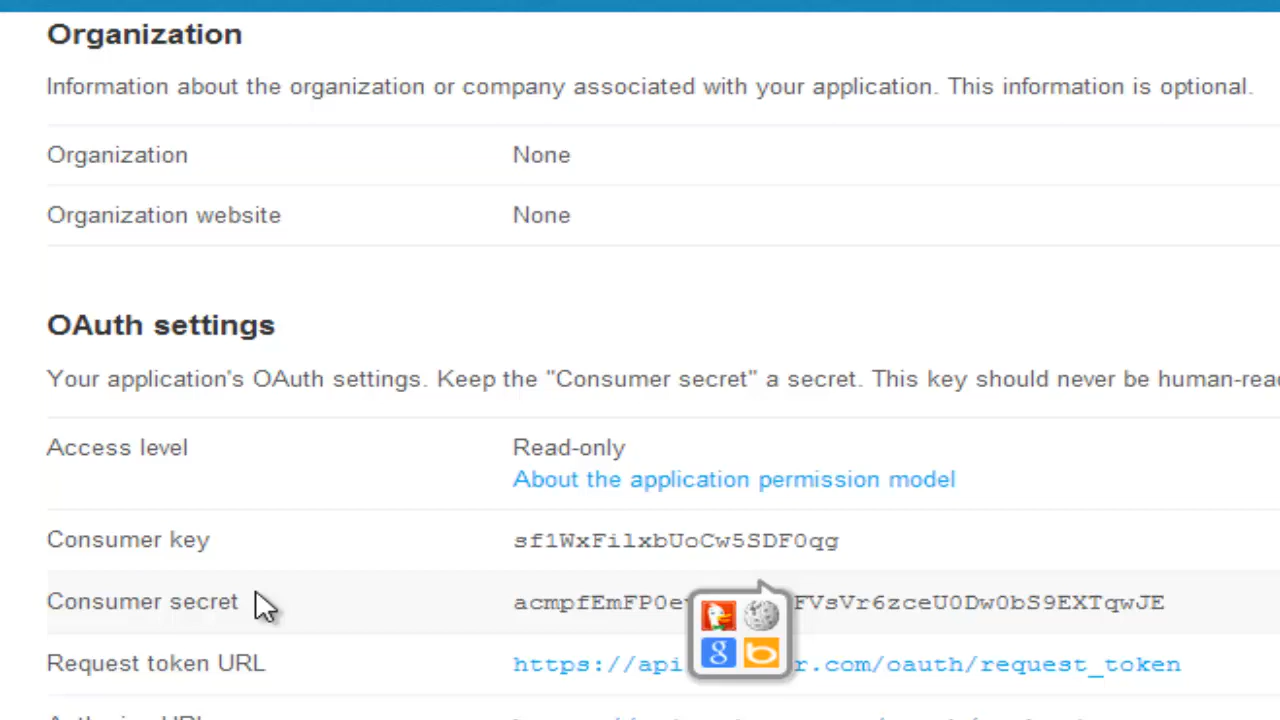 Organization
Information about the organization or company associated with your application. This information is optional.
Organization None
Organization website None
OAuth settings
Your application's OAuth settings. Keep the "Consumer secret" a secret. This key should never be human-rea
Access level Read-only
About the application permission model
Consumer key sf1WxFilxbUoCw5SDF0qg
Consumer secret acmpfEmFP0e FVsVr6zceU0Dw0bS9EXTqwJE
Request token URL https://api r.com/oauth/request_token